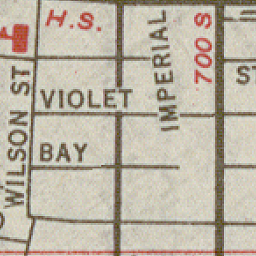 H.S.
IMPERIAL
700 S
ST
VIOLET
WILSON ST
BAY